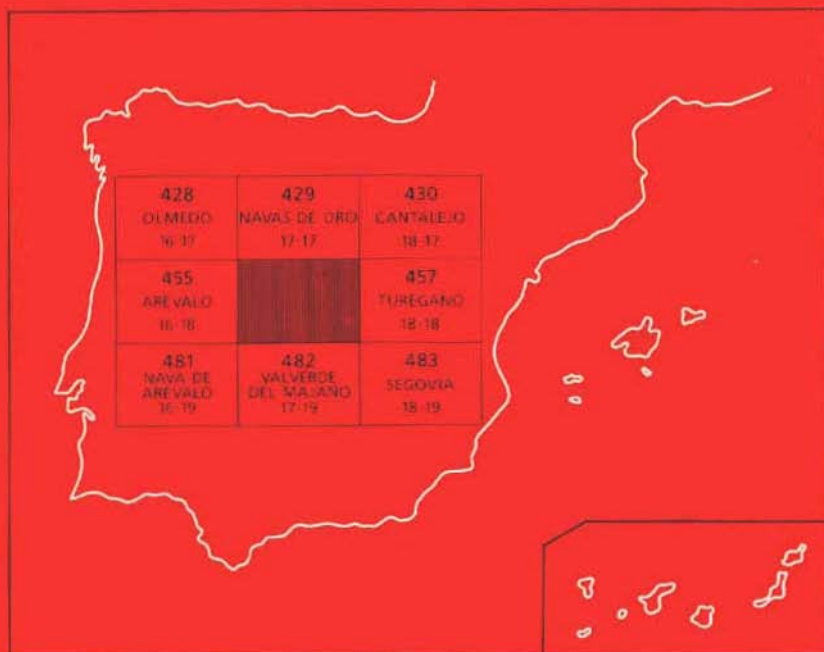 428
OLMEDO
16-17
429
NAVAS DE ORO
17-17
430
CANTALEJO
18-17
455
AREVALO
16-18
457
TUREGANO
18-18
481
NAVA DE
AREVALO
16-19
482
VALVERDE
DEL MAJANO
17-19
483
SEGOVIA
18-19